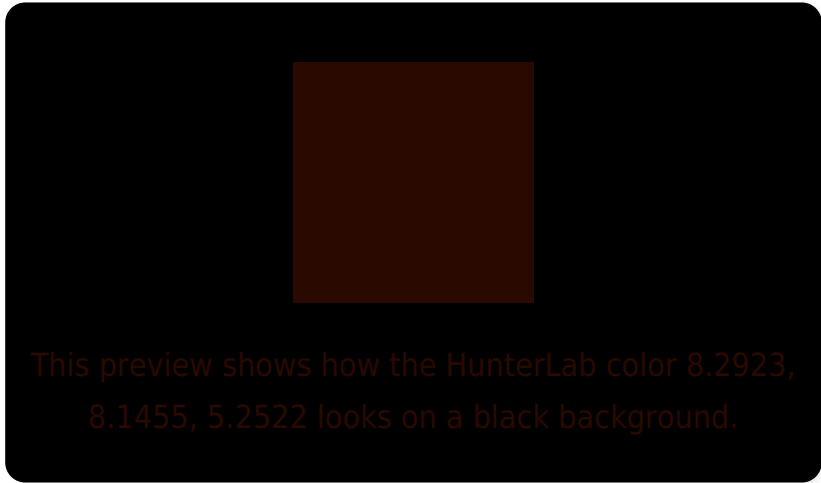 This preview shows how the HunterLab color 8.2923,
8.1455, 5.2522 looks on a black background.